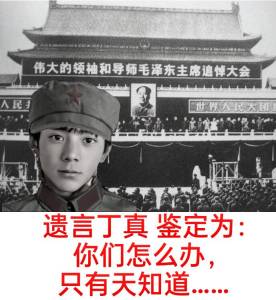 伟大的领袖和导师毛泽东主席追悼大会
人民共
世界人民大团
遗言丁真 鉴定为：
你们怎么办，
只有天知道……